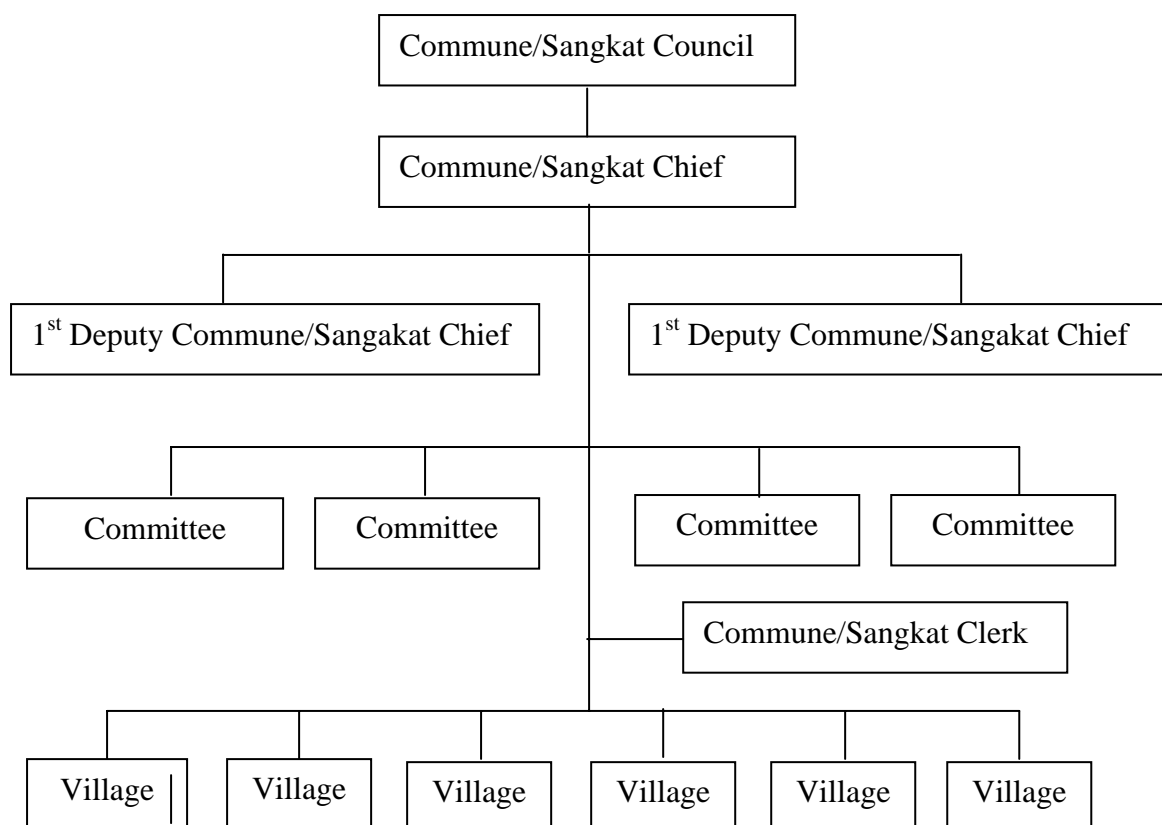 Commune/Sangkat Council
Commune/Sangkat Chief
1st Deputy Commune/Sangakat Chief
1st Deputy Commune/Sangakat Chief
Committee
Committee
Committee
Committee
Commune/Sangkat Clerk
Village
Village
Village
Village
Village
Village